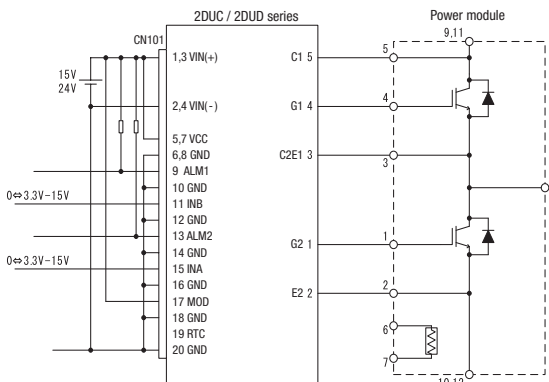 2DUC / 2DUD series
Power module
CN101
9,11
1,3 VIN(+)
C1 5
5
15V
24V
2,4 VIN(-)
G1 4
4
5,7 VCC
6,8 GND
C2E1 3
3
9 ALM1
10 GND
0⇔3.3V-15V
11 INB
12 GND
13 ALM2
14 GND
G2 1
1
0⇔3.3V-15V
15 INA
16 GND
E2 2
2
17 MOD
18 GND
6
19 RTC
20 GND
7
10,12